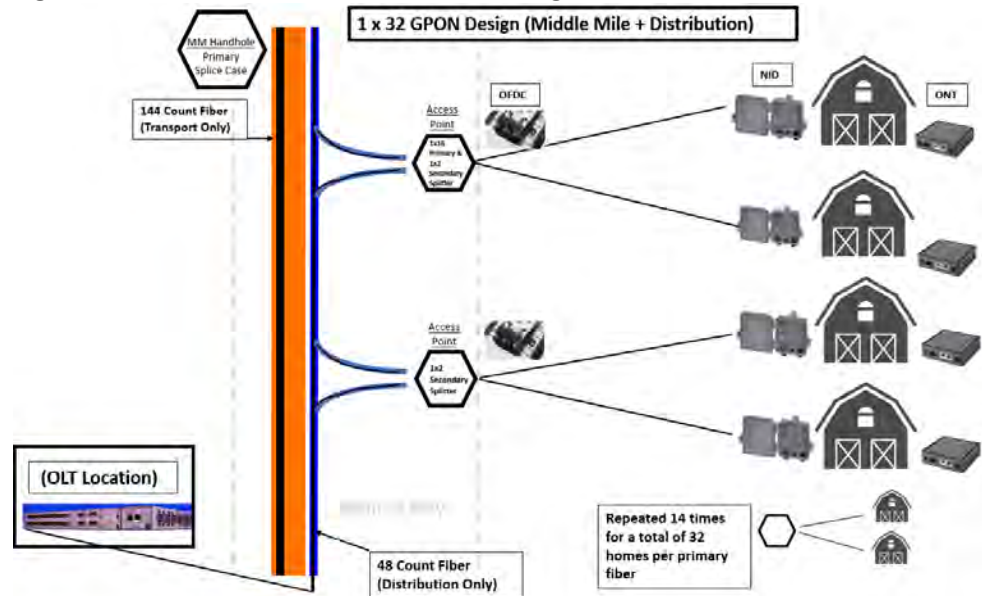 1 x 32 GPON Design (Middle Mile + Distribution)
MM Handhole
Primary
Splice Case
144 Count Fiber
(Transport Only)
Access
Point
1x16
Primary &
1x2
Secondary
Splitter
OFDC
NID
ONT
Access
Point
1x2
Secondary
Splitter
(OLT Location)
48 Count Fiber
(Distribution Only)
Repeated 14 times
for a total of 32
homes per primary
fiber